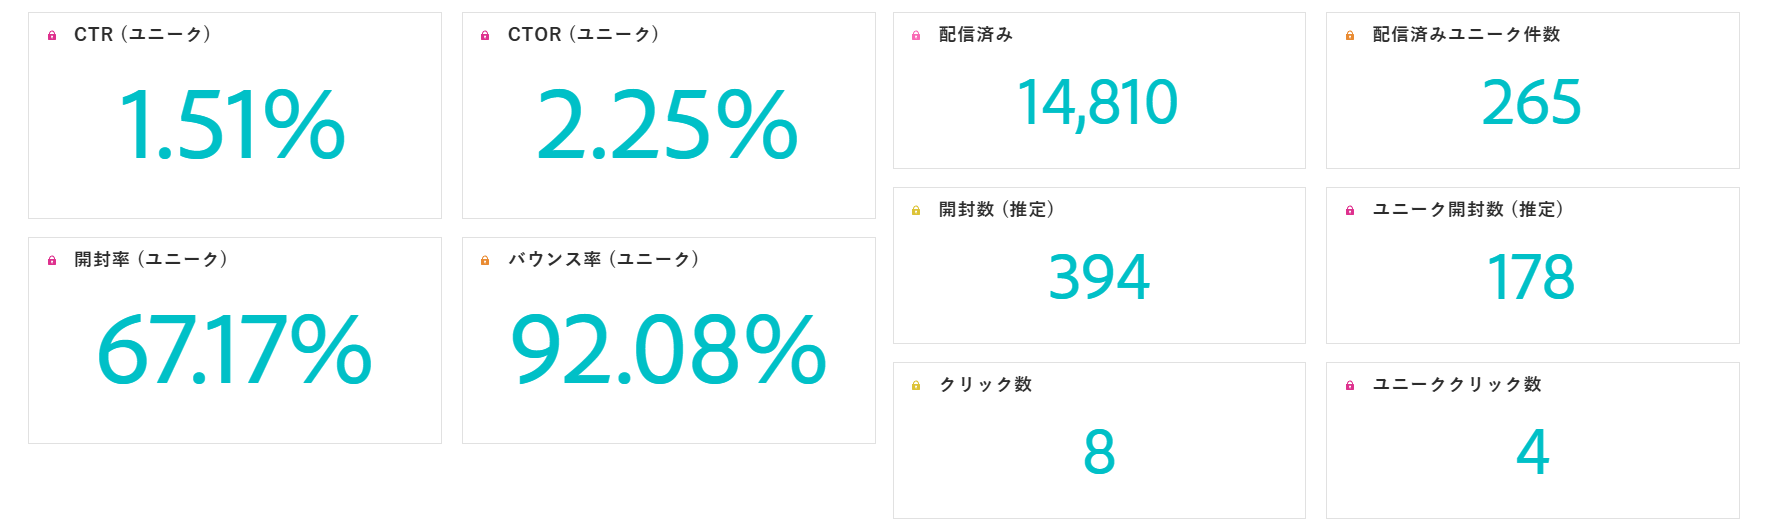 CTR (ユニーク)
1.51%
CTOR (ユニーク)
2.25%
開封率 (ユニーク)
67.17%
バウンス率 (ユニーク)
92.08%
配信済み
14,810
配信済みユニーク件数
265
開封数 (推定)
394
ユニーク開封数 (推定)
178
クリック数
8
ユニーククリック数
4